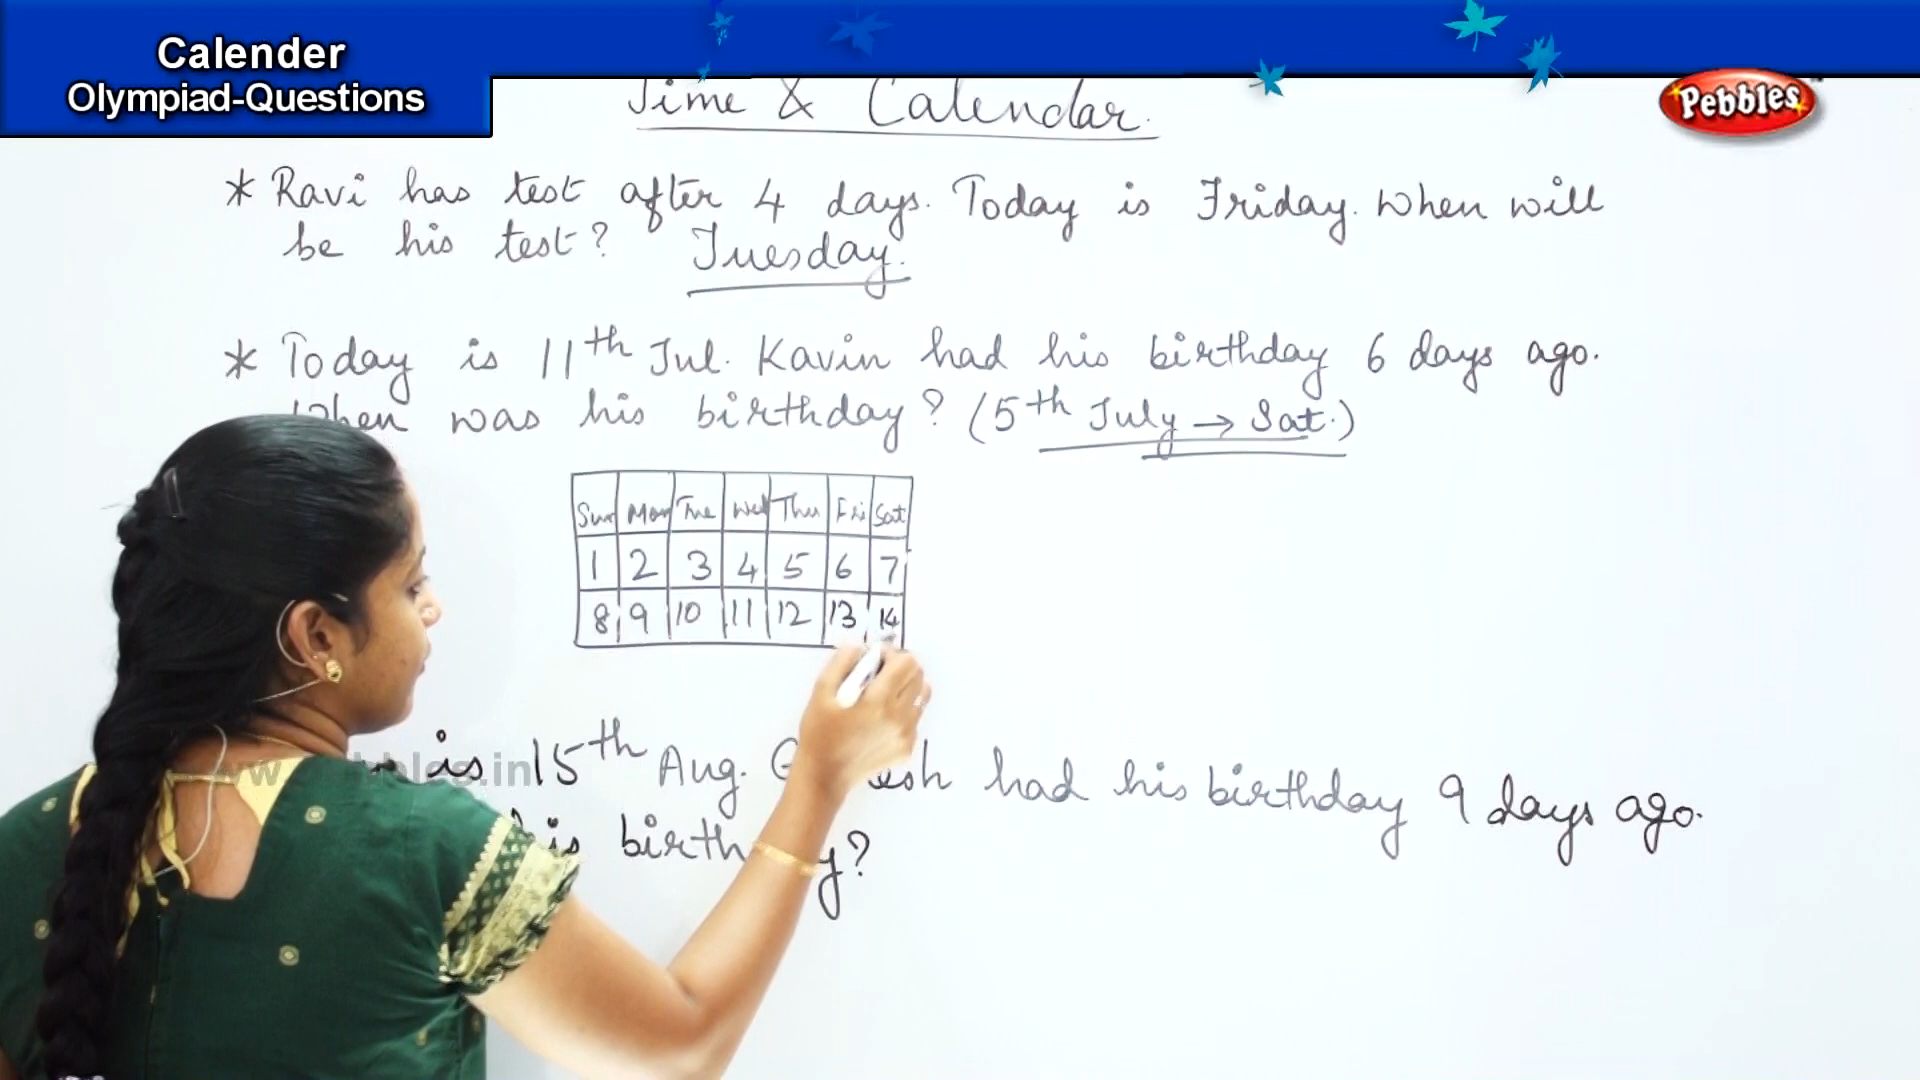 Calender
Olympiad-Questions
Pebbles
Time & Calendar.
* Ravi has test after 4 days. Today is Friday. When will
be his test? Tuesday.
* Today is 11th Jul. Kavin had his birthday 6 days ago.
When was his birthday? (5th July → Sat.)
Sun Mon Tue Wed Thu Fri Sat
1 2 3 4 5 6 7
8 9 10 11 12 13 14
is 15th Aug. had his birthday 9 days ago.
birthday?